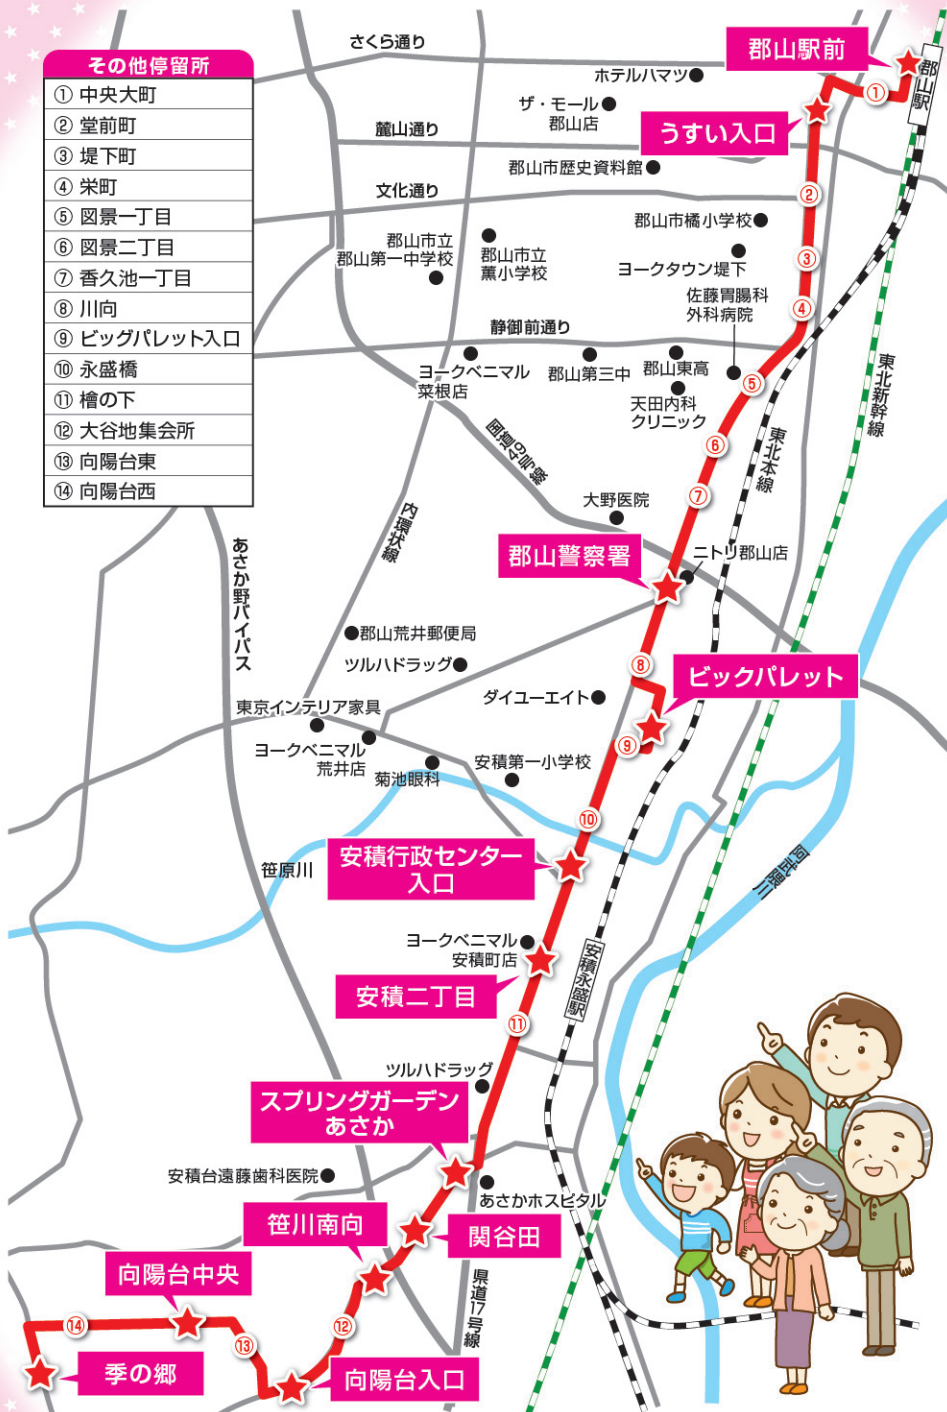 その他停留所
① 中央大町
② 堂前町
③ 堤下町
④ 栄町
⑤ 図景一丁目
⑥ 図景二丁目
⑦ 香久池一丁目
⑧ 川向
⑨ ビッグパレット入口
⑩ 永盛橋
⑪ 檜の下
⑫ 大谷地集会所
⑬ 向陽台東
⑭ 向陽台西
さくら通り
郡山駅前
郡山駅
ホテルハマツ
①
ザ・モール
郡山店
うすい入口
麓山通り
郡山市歴史資料館
文化通り
②
郡山市橘小学校
郡山市立
郡山第一中学校
郡山市立
薫小学校
ヨークタウン堤下
③
佐藤胃腸科
外科病院
④
静御前通り
ヨークベニマル
菜根店
郡山第三中
郡山東高
天田内科
クリニック
⑤
東北新幹線
国道49号線
⑥
東北本線
⑦
大野医院
内環状線
あさか野バイパス
郡山警察署
ニトリ郡山店
郡山荒井郵便局
ツルハドラッグ
⑧
ビックパレット
ダイユーエイト
東京インテリア家具
ヨークベニマル
荒井店
⑨
菊池眼科
安積第一小学校
⑩
安積行政センター
入口
笹原川
阿武隈川
ヨークベニマル
安積町店
安積永盛駅
安積二丁目
⑪
ツルハドラッグ
スプリングガーデン
あさか
安積台遠藤歯科医院
あさかホスピタル
笹川南向
関谷田
向陽台中央
県道17号線
⑭
⑬
⑫
季の郷
向陽台入口